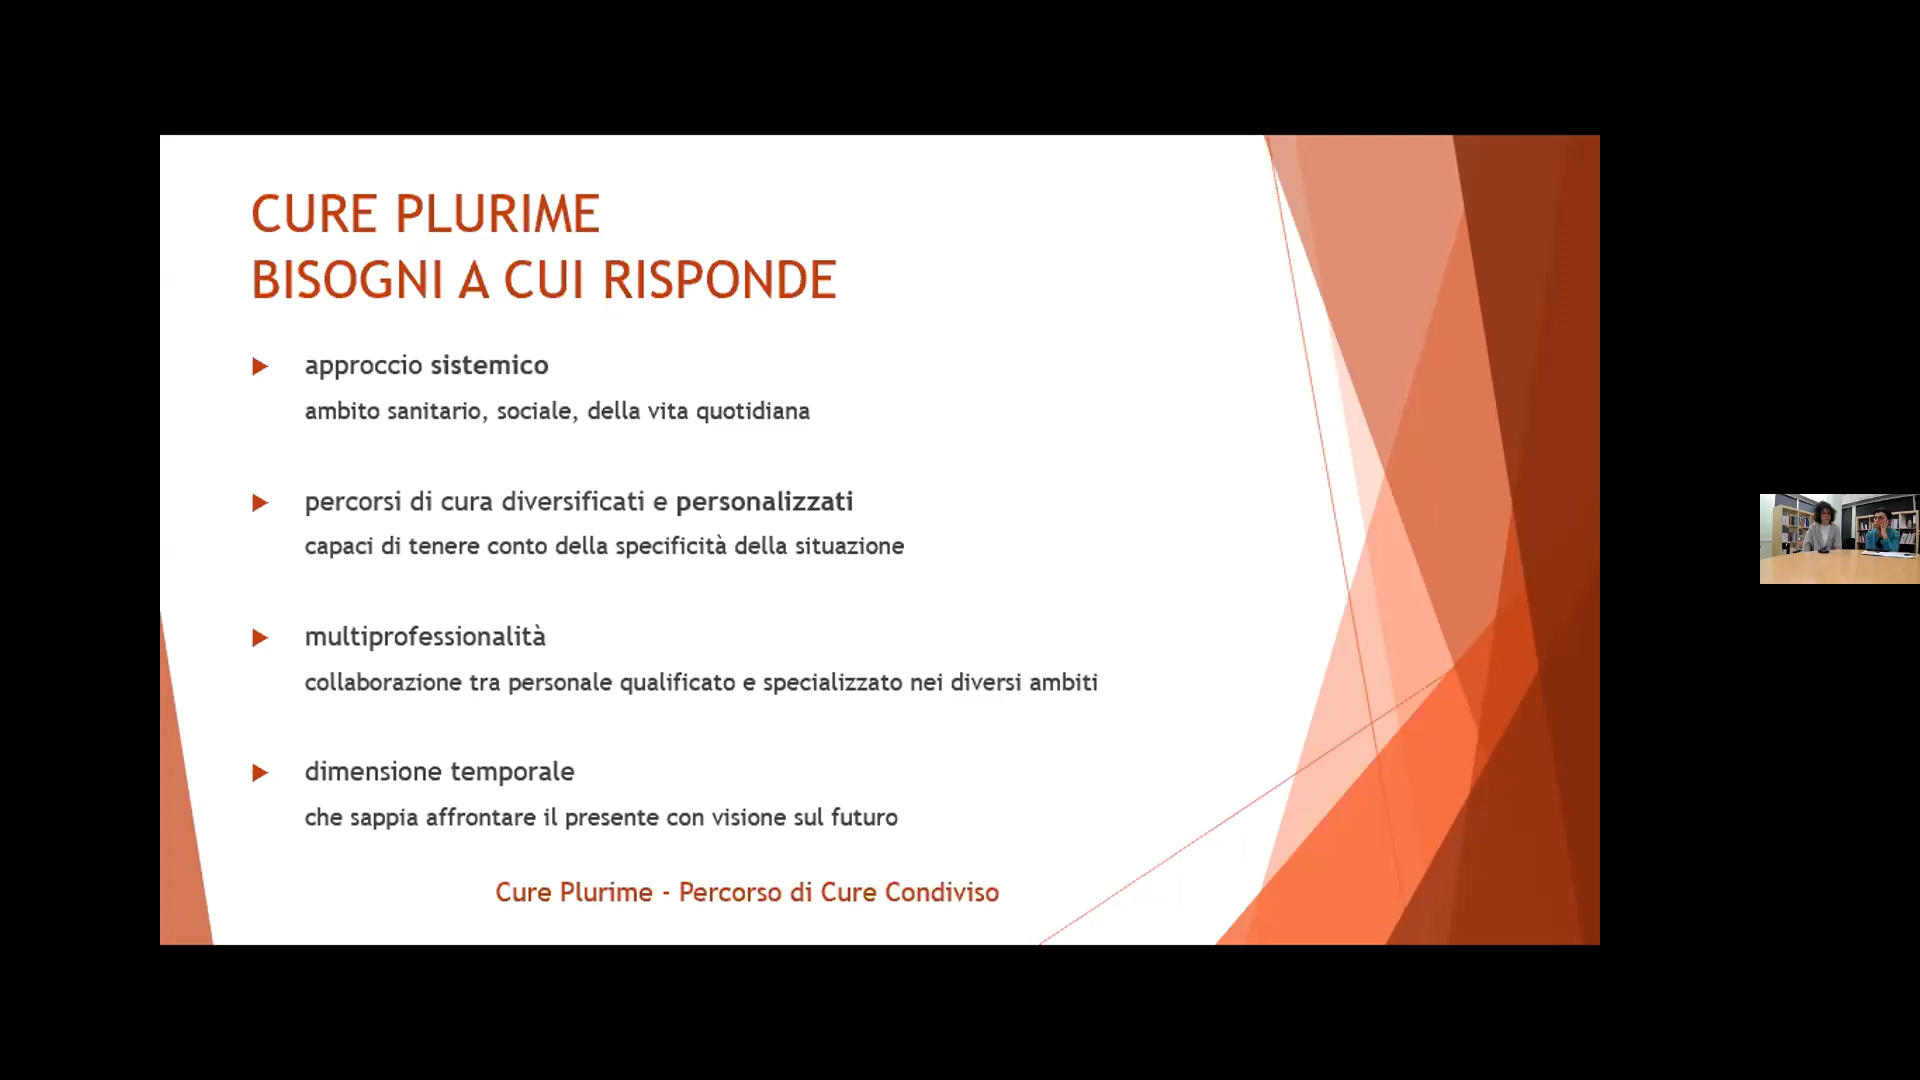 CURE PLURIME
BISOGNI A CUI RISPONDE
approccio sistemico
ambito sanitario, sociale, della vita quotidiana
percorsi di cura diversificati e personalizzati
capaci di tenere conto della specificità della situazione
multiprofessionalità
collaborazione tra personale qualificato e specializzato nei diversi ambiti
dimensione temporale
che sappia affrontare il presente con visione sul futuro
Cure Plurime - Percorso di Cure Condiviso